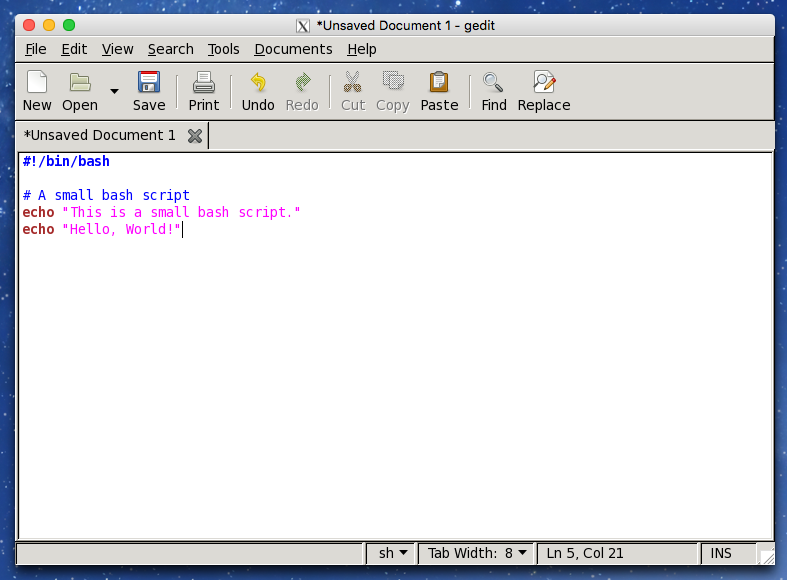 *Unsaved Document 1 - gedit
File Edit View Search Tools Documents Help
New Open Save Print Undo Redo Cut Copy Paste Find Replace
*Unsaved Document 1
#!/bin/bash
# A small bash script
echo "This is a small bash script."
echo "Hello, World!"
sh Tab Width: 8 Ln 5, Col 21 INS